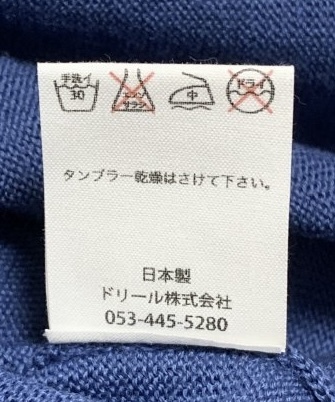 手洗イ 30 エンソ サラシ 中 ドライ
タンブラー乾燥はさけて下さい。
日本製
ドリール株式会社
053-445-5280